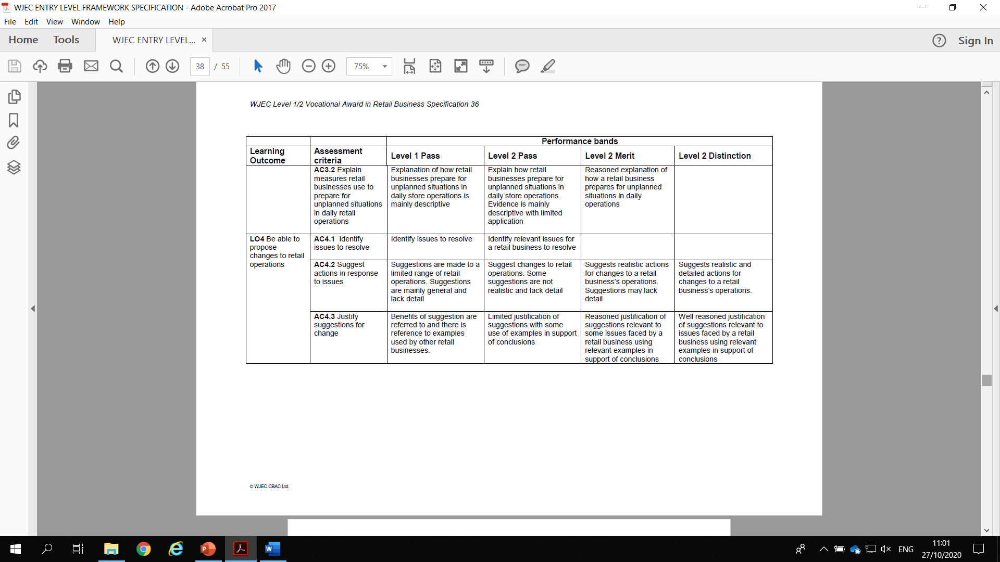 WJEC ENTRY LEVEL FRAMEWORK SPECIFICATION - Adobe Acrobat Pro 2017
File Edit View Window Help
Home Tools WJEC ENTRY LEVEL... × ? Sign In
38 / 55 75%
WJEC Level 1/2 Vocational Award in Retail Business Specification 36
Performance bands
Learning Outcome
Assessment criteria
Level 1 Pass
Level 2 Pass
Level 2 Merit
Level 2 Distinction
AC3.2 Explain
measures retail
businesses use to
prepare for
unplanned situations
in daily retail
operations
Explanation of how retail
businesses prepare for
unplanned situations in
daily store operations is
mainly descriptive
Explain how retail
businesses prepare for
unplanned situations in
daily store operations.
Evidence is mainly
descriptive with limited
application
Reasoned explanation of
how a retail business
prepares for unplanned
situations in daily
operations
LO4 Be able to
propose
changes to retail
operations
AC4.1 Identify
issues to resolve
Identify issues to resolve
Identify relevant issues for
a retail business to resolve
AC4.2 Suggest
actions in response
to issues
Suggestions are made to a
limited range of retail
operations. Suggestions
are mainly general and
lack detail
Suggest changes to retail
operations. Some
suggestions are not
realistic and lack detail
Suggests realistic actions
for changes to a retail
business's operations.
Suggestions may lack
detail
Suggests realistic and
detailed actions for
changes to a retail
business's operations.
AC4.3 Justify
suggestions for
change
Benefits of suggestion are
referred to and there is
reference to examples
used by other retail
businesses.
Limited justification of
suggestions with some
use of examples in support
of conclusions
Reasoned justification of
suggestions relevant to
some issues faced by a
retail business using
relevant examples in
support of conclusions
Well reasoned justification
of suggestions relevant to
issues faced by a retail
business using relevant
examples in support of
conclusions
© WJEC CBAC Ltd.
ENG
11:01
27/10/2020